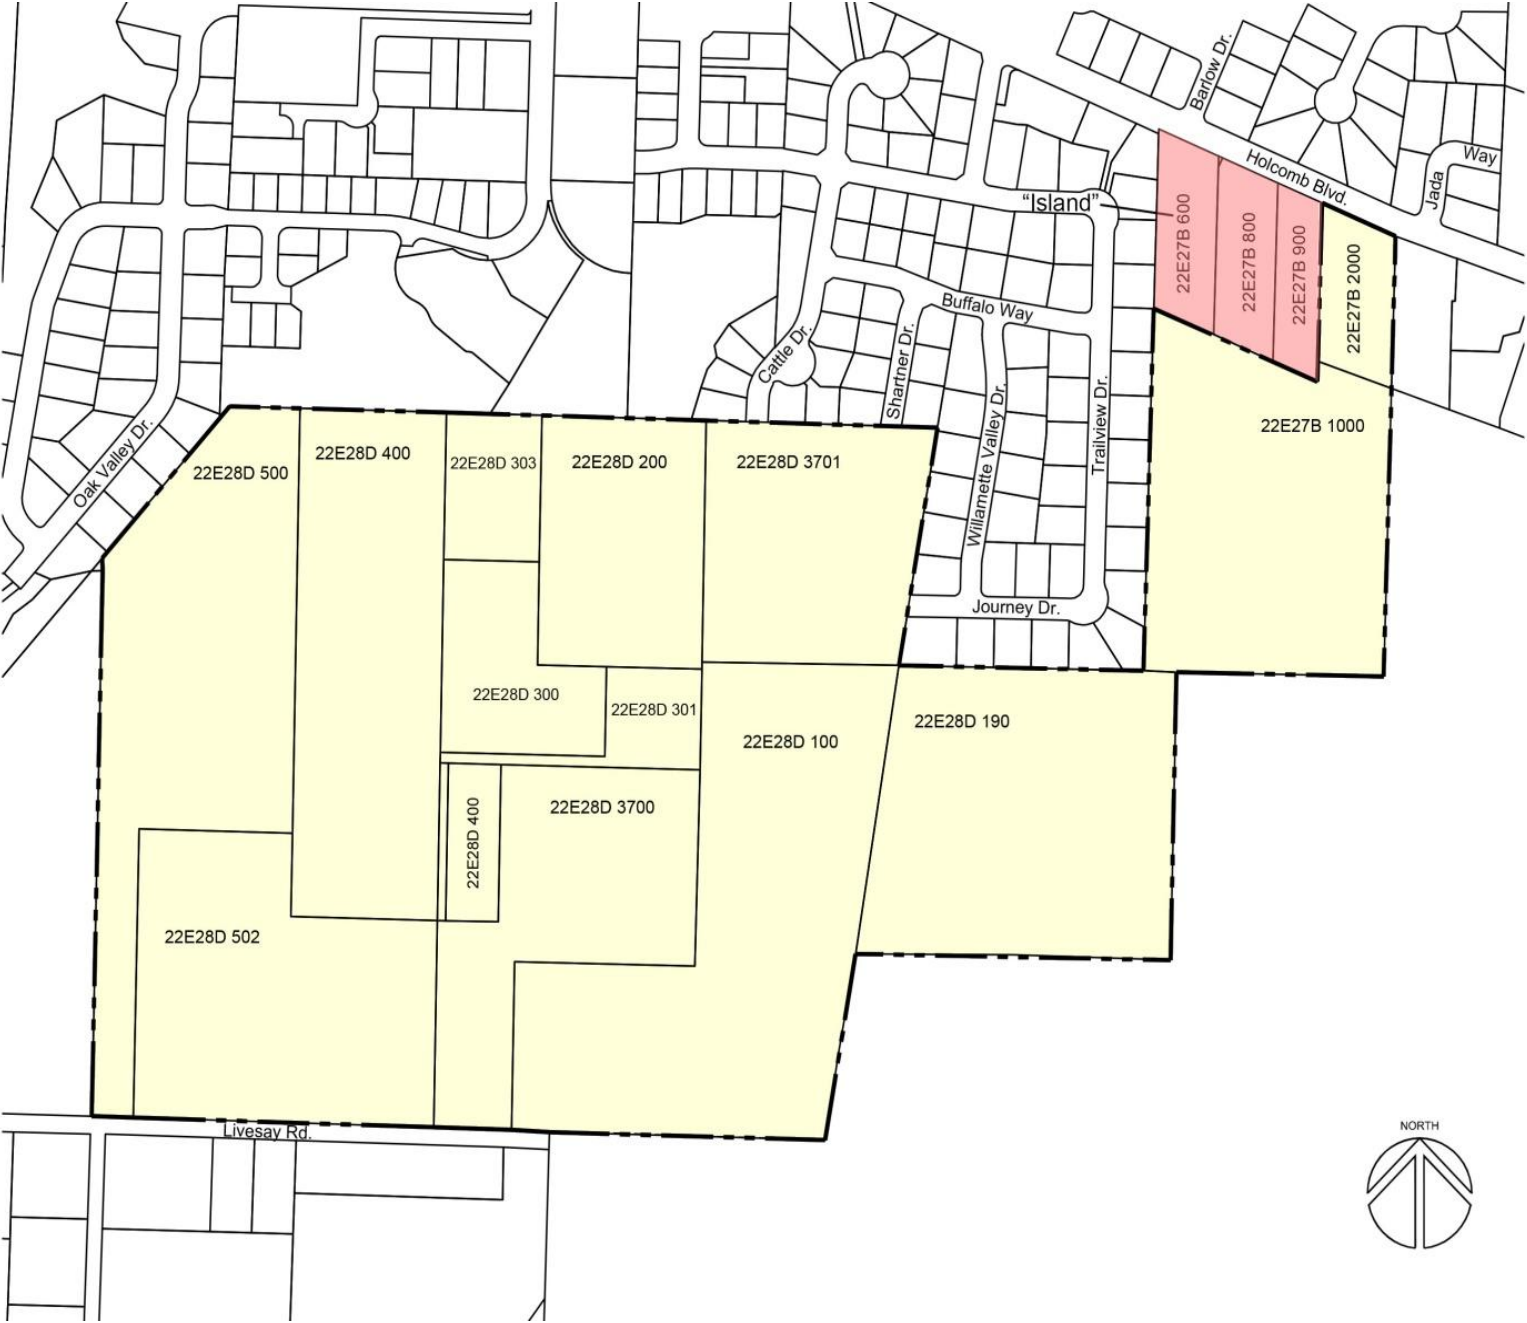 Barlow Dr.
Holcomb Blvd.
Way
Jada
"Island"
22E27B 600
22E27B 800
22E27B 900
22E27B 2000
Buffalo Way
Cattle Dr.
Shartner Dr.
Willamette Valley Dr.
Trailview Dr.
22E27B 1000
Oak Valley Dr.
22E28D 500
22E28D 400
22E28D 303
22E28D 200
22E28D 3701
Journey Dr.
22E28D 300
22E28D 301
22E28D 100
22E28D 190
22E28D 400
22E28D 3700
22E28D 502
Livesay Rd.
NORTH